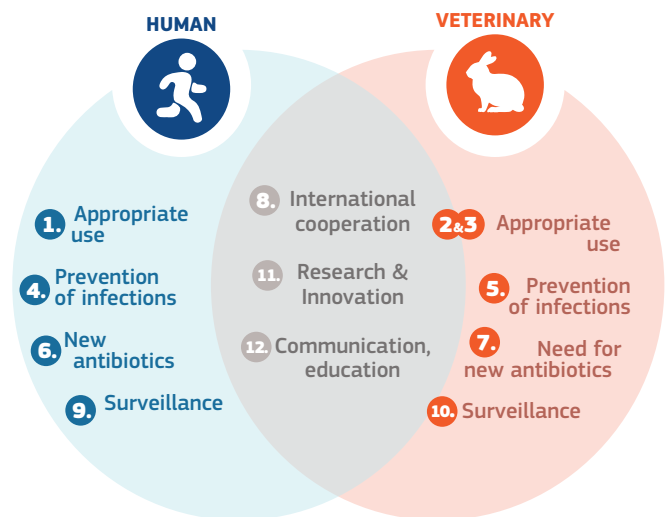 HUMAN
VETERINARY
1. Appropriate
use
4. Prevention
of infections
6. New
antibiotics
9. Surveillance
8. International
cooperation
11. Research &
Innovation
12. Communication,
education
2&3 Appropriate
use
5. Prevention
of infections
7. Need for
new antibiotics
10. Surveillance